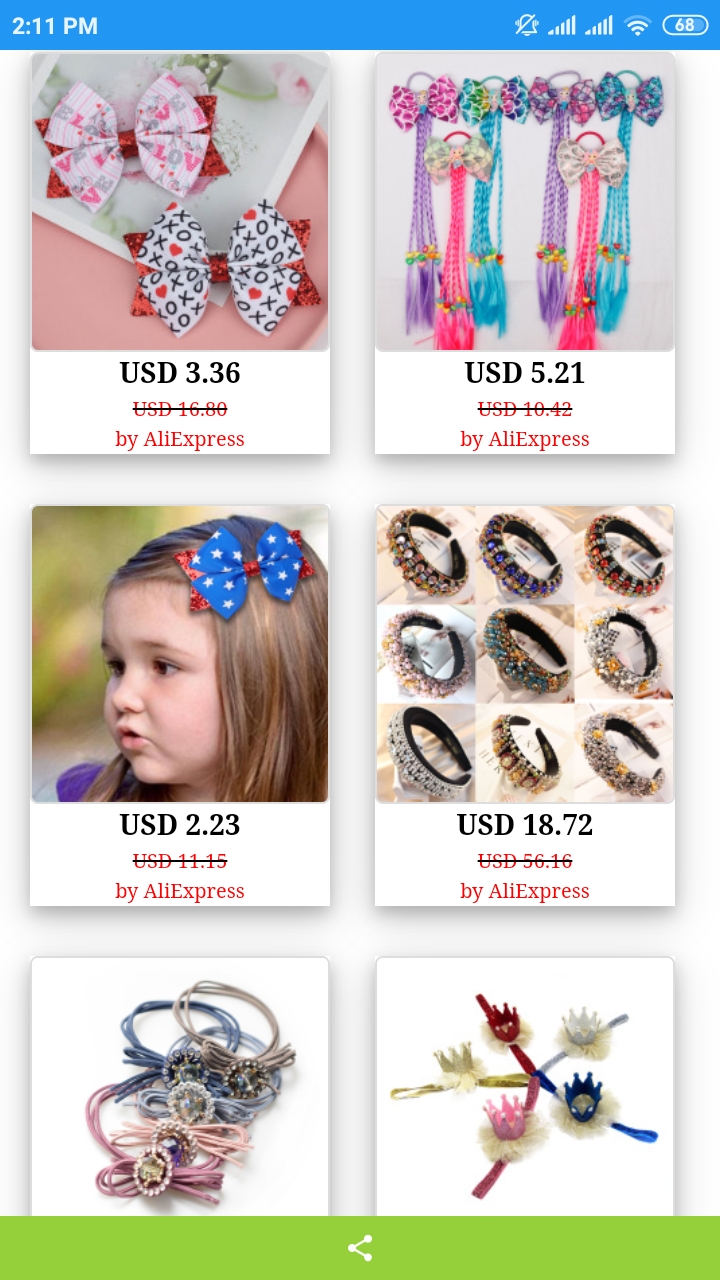 2:11 PM
68
USD 3.36
USD 16.80
by AliExpress
USD 5.21
USD 10.42
by AliExpress
USD 2.23
USD 11.15
by AliExpress
USD 18.72
USD 56.16
by AliExpress